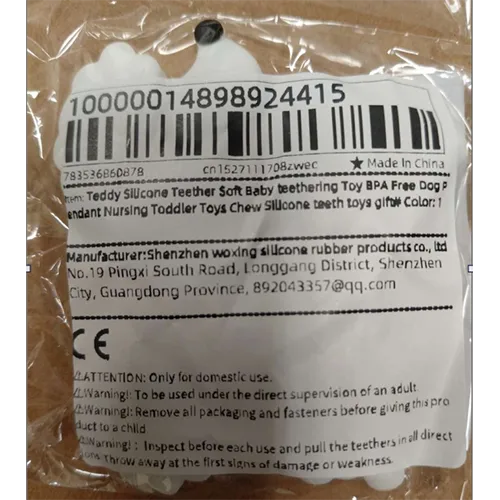 10000014898924415
783536860878 cn1527111708zwec ★ Made In China
Item: Teddy Silicone Teether Soft Baby teethering Toy BPA Free Dog P
endant Nursing Toddler Toys Chew Silicone teeth toys gift# Color: 1
Manufacturer:Shenzhen woxing silicone rubber products co., ltd
No.19 Pingxi South Road, Longgang District, Shenzhen
City, Guangdong Province, 892043357@qq.com
CE
⚠ATTENTION: Only for domestic use.
⚠Warning!: To be used under the direct supervision of an adult.
⚠Warning!: Remove all packaging and fasteners before giving this pro
duct to a child
⚠Warning! : Inspect before each use and pull the teethers in all direct
ions. Throw away at the first signs of damage or weakness.